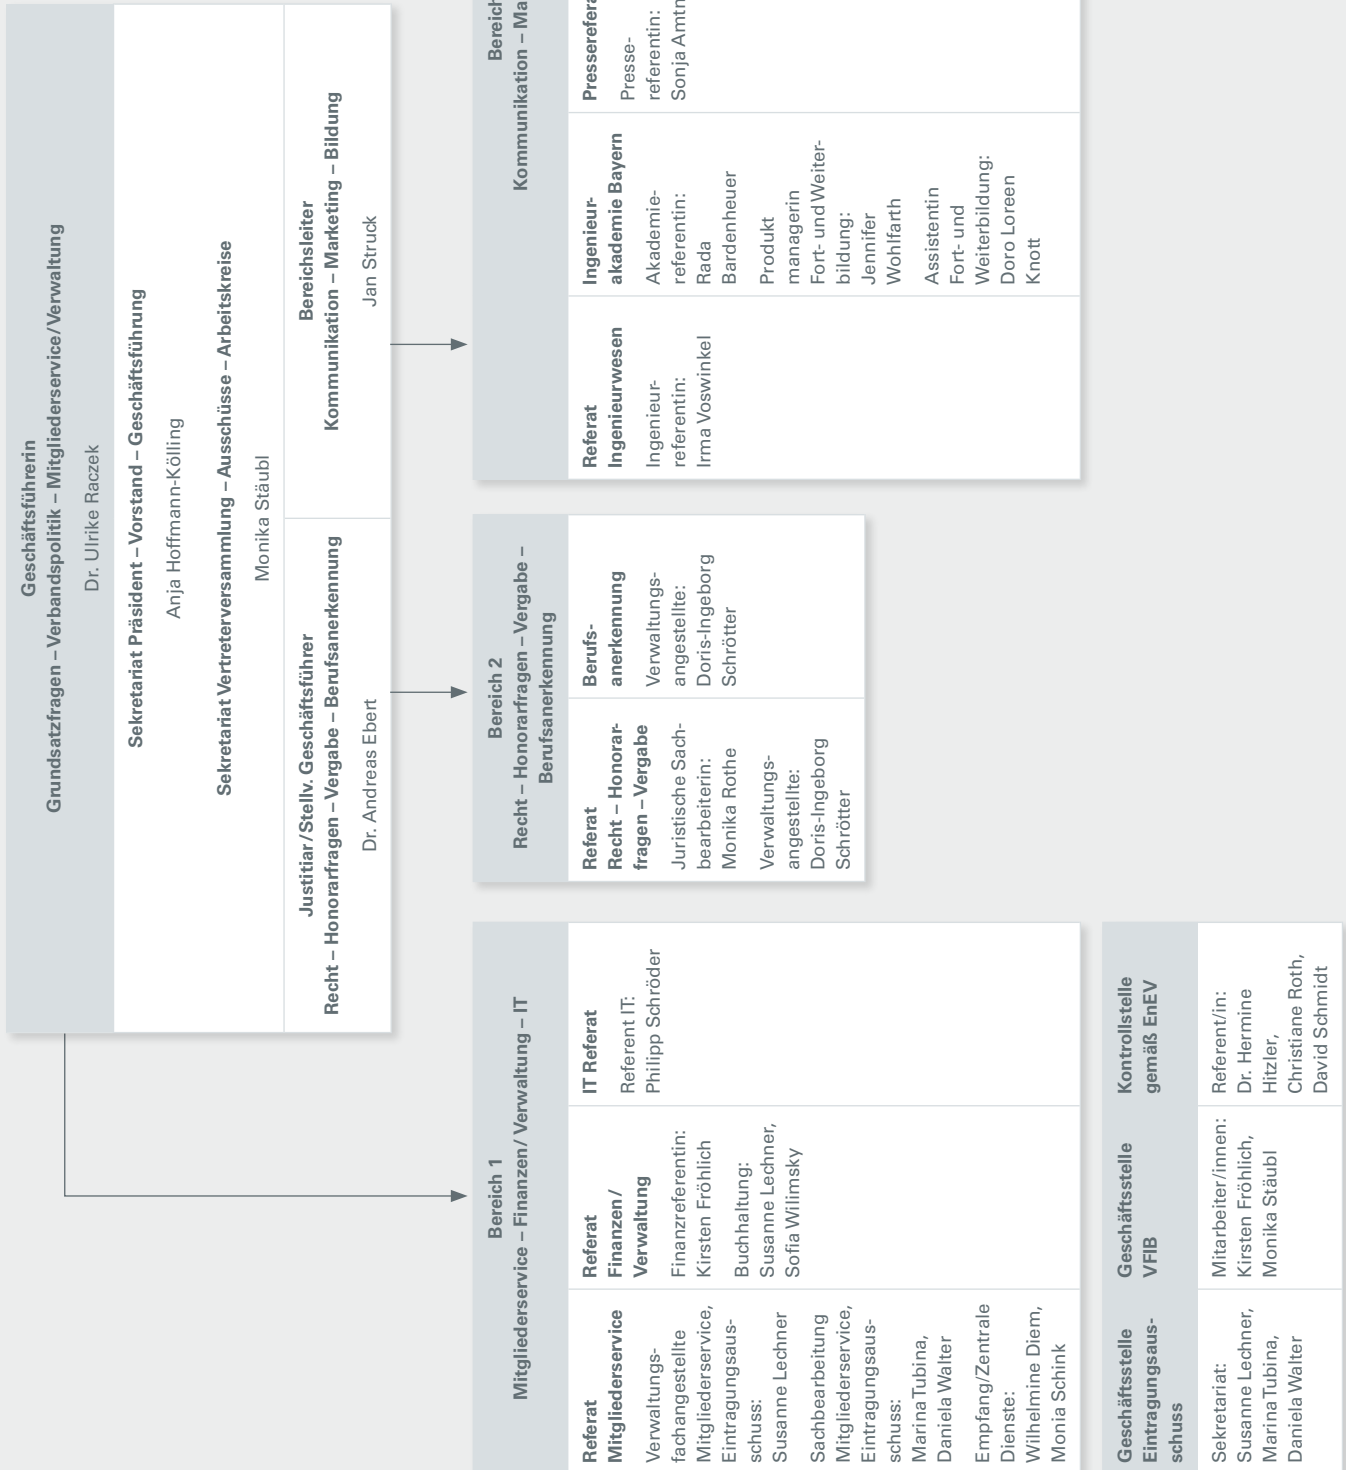 Geschäftsführerin
Grundsatzfragen – Verbandspolitik – Mitgliederservice/Verwaltung
Dr. Ulrike Raczek
Sekretariat Präsident – Vorstand – Geschäftsführung
Anja Hoffmann-Kölling
Sekretariat Vertreterversammlung – Ausschüsse – Arbeitskreise
Monika Stäubl
Justitiar/Stellv. Geschäftsführer
Recht – Honorarfragen – Vergabe – Berufsanerkennung
Dr. Andreas Ebert
Bereichsleiter
Kommunikation – Marketing – Bildung
Jan Struck
Bereich 1
Mitgliederservice – Finanzen/Verwaltung – IT
Referat
Mitgliederservice
Verwaltungs-
fachangestellte
Mitgliederservice,
Eintragungsaus-
schuss:
Susanne Lechner
Sachbearbeitung
Mitgliederservice,
Eintragungsaus-
schuss:
Marina Tubina,
Daniela Walter
Empfang/Zentrale
Dienste:
Wilhelmine Diem,
Monia Schink
Referat
Finanzen/
Verwaltung
Finanzreferentin:
Kirsten Fröhlich
Buchhaltung:
Susanne Lechner,
Sofia Wilimsky
IT Referat
Referent IT:
Philipp Schröder
Bereich 2
Recht – Honorarfragen – Vergabe –
Berufsanerkennung
Referat
Recht – Honorar-
fragen – Vergabe
Juristische Sach-
bearbeiterin:
Monika Rothe
Verwaltungs-
angestellte:
Doris-Ingeborg
Schrötter
Berufs-
anerkennung
Verwaltungs-
angestellte:
Doris-Ingeborg
Schrötter
Bereich
Kommunikation – Ma
Referat
Ingenieurwesen
Ingenieur-
referentin:
Irma Voswinkel
Ingenieur-
akademie Bayern
Akademie-
referentin:
Rada
Bardenheuer
Produkt
managerin
Fort- und Weiter-
bildung:
Jennifer
Wohlfarth
Assistentin
Fort- und
Weiterbildung:
Doro Loreen
Knott
Presserefera
Presse-
referentin:
Sonja Amtn
Geschäftsstelle
Eintragungsaus-
schuss
Sekretariat:
Susanne Lechner,
Marina Tubina,
Daniela Walter
Geschäftsstelle
VFIB
Mitarbeiter/innen:
Kirsten Fröhlich,
Monika Stäubl
Kontrollstelle
gemäß EnEV
Referent/in:
Dr. Hermine
Hitzler,
Christiane Roth,
David Schmidt